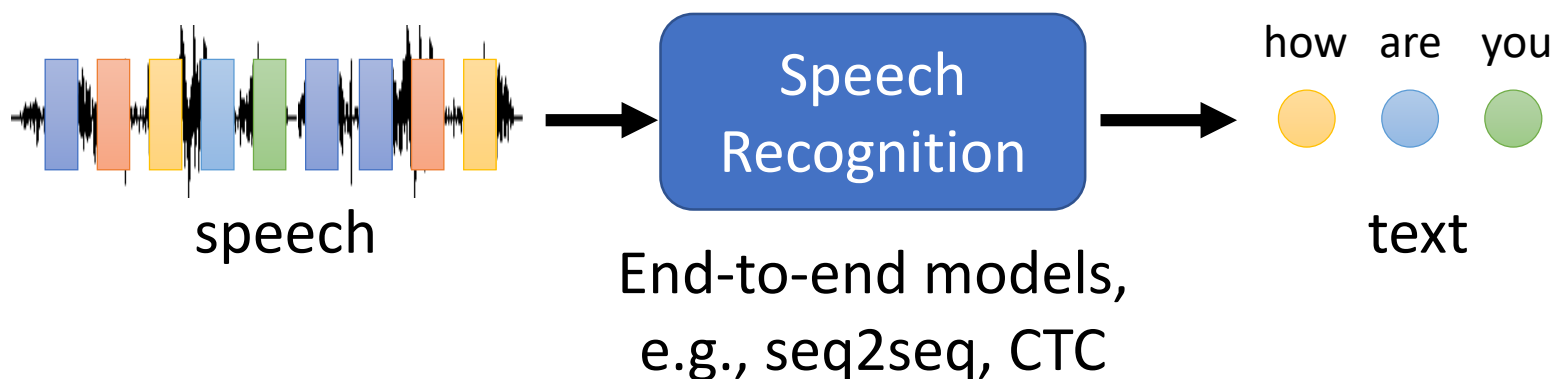 how are you
Speech
Recognition
speech
text
End-to-end models,
e.g., seq2seq, CTC